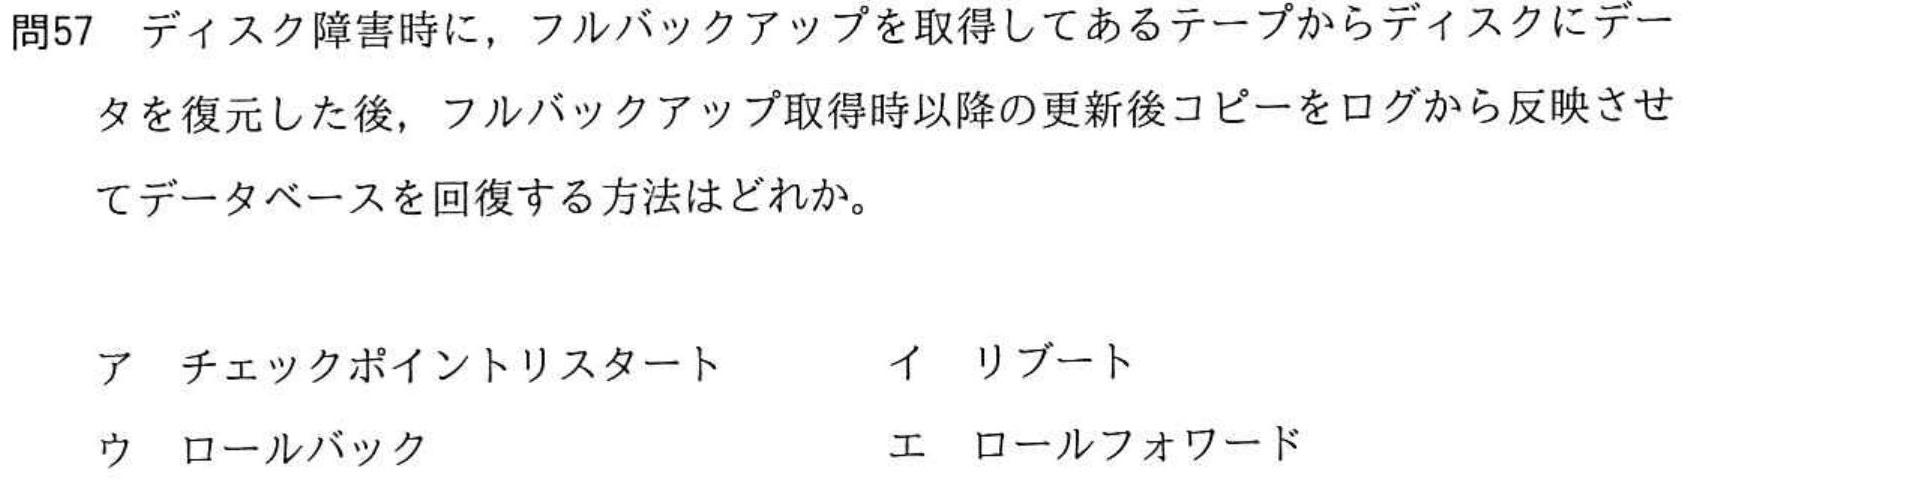 問57　ディスク障害時に，フルバックアップを取得してあるテープからディスクにデー
タを復元した後，フルバックアップ取得時以降の更新後コピーをログから反映させ
てデータベースを回復する方法はどれか。
ア　チェックポイントリスタート　　　　イ　リブート
ウ　ロールバック　　　　エ　ロールフォワード